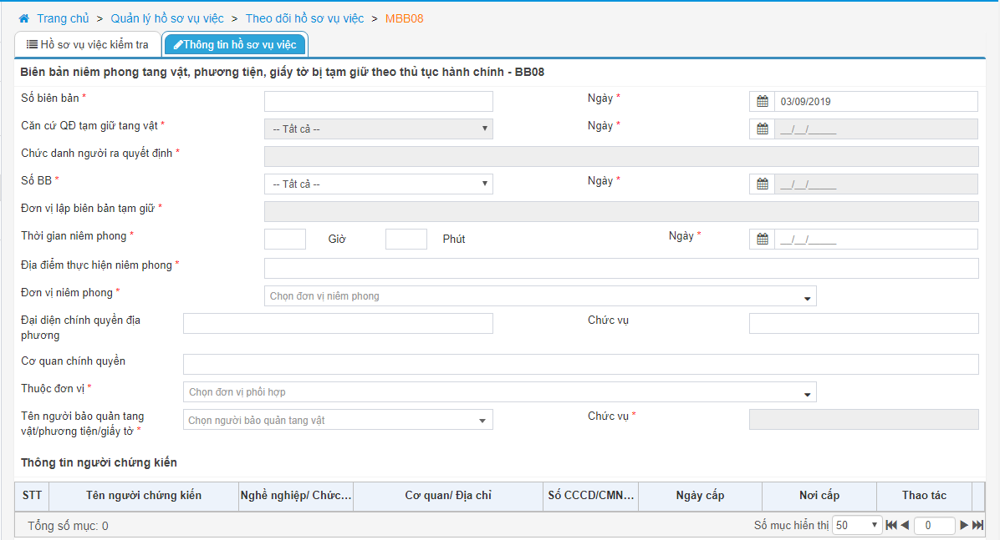 Trang chủ > Quản lý hồ sơ vụ việc > Theo dõi hồ sơ vụ việc > MBB08
Hồ sơ vụ việc kiểm tra Thông tin hồ sơ vụ việc
Biên bản niêm phong tang vật, phương tiện, giấy tờ bị tạm giữ theo thủ tục hành chính - BB08
Số biên bản * Ngày * 03/09/2019
Căn cứ QĐ tạm giữ tang vật * -- Tất cả -- Ngày * __/__/_____
Chức danh người ra quyết định *
Số BB * -- Tất cả -- Ngày * __/__/_____
Đơn vị lập biên bản tạm giữ *
Thời gian niêm phong * Giờ Phút Ngày * __/__/_____
Địa điểm thực hiện niêm phong *
Đơn vị niêm phong * Chọn đơn vị niêm phong
Đại diện chính quyền địa
phương
Chức vụ
Cơ quan chính quyền
Thuộc đơn vị * Chọn đơn vị phối hợp
Tên người bảo quản tang
vật/phương tiện/giấy tờ *
Chọn người bảo quản tang vật Chức vụ *
Thông tin người chứng kiến
STT Tên người chứng kiến Nghề nghiệp/ Chức... Cơ quan/ Địa chỉ Số CCCD/CMN... Ngày cấp Nơi cấp Thao tác
Tổng số mục: 0 Số mục hiển thị 50 0